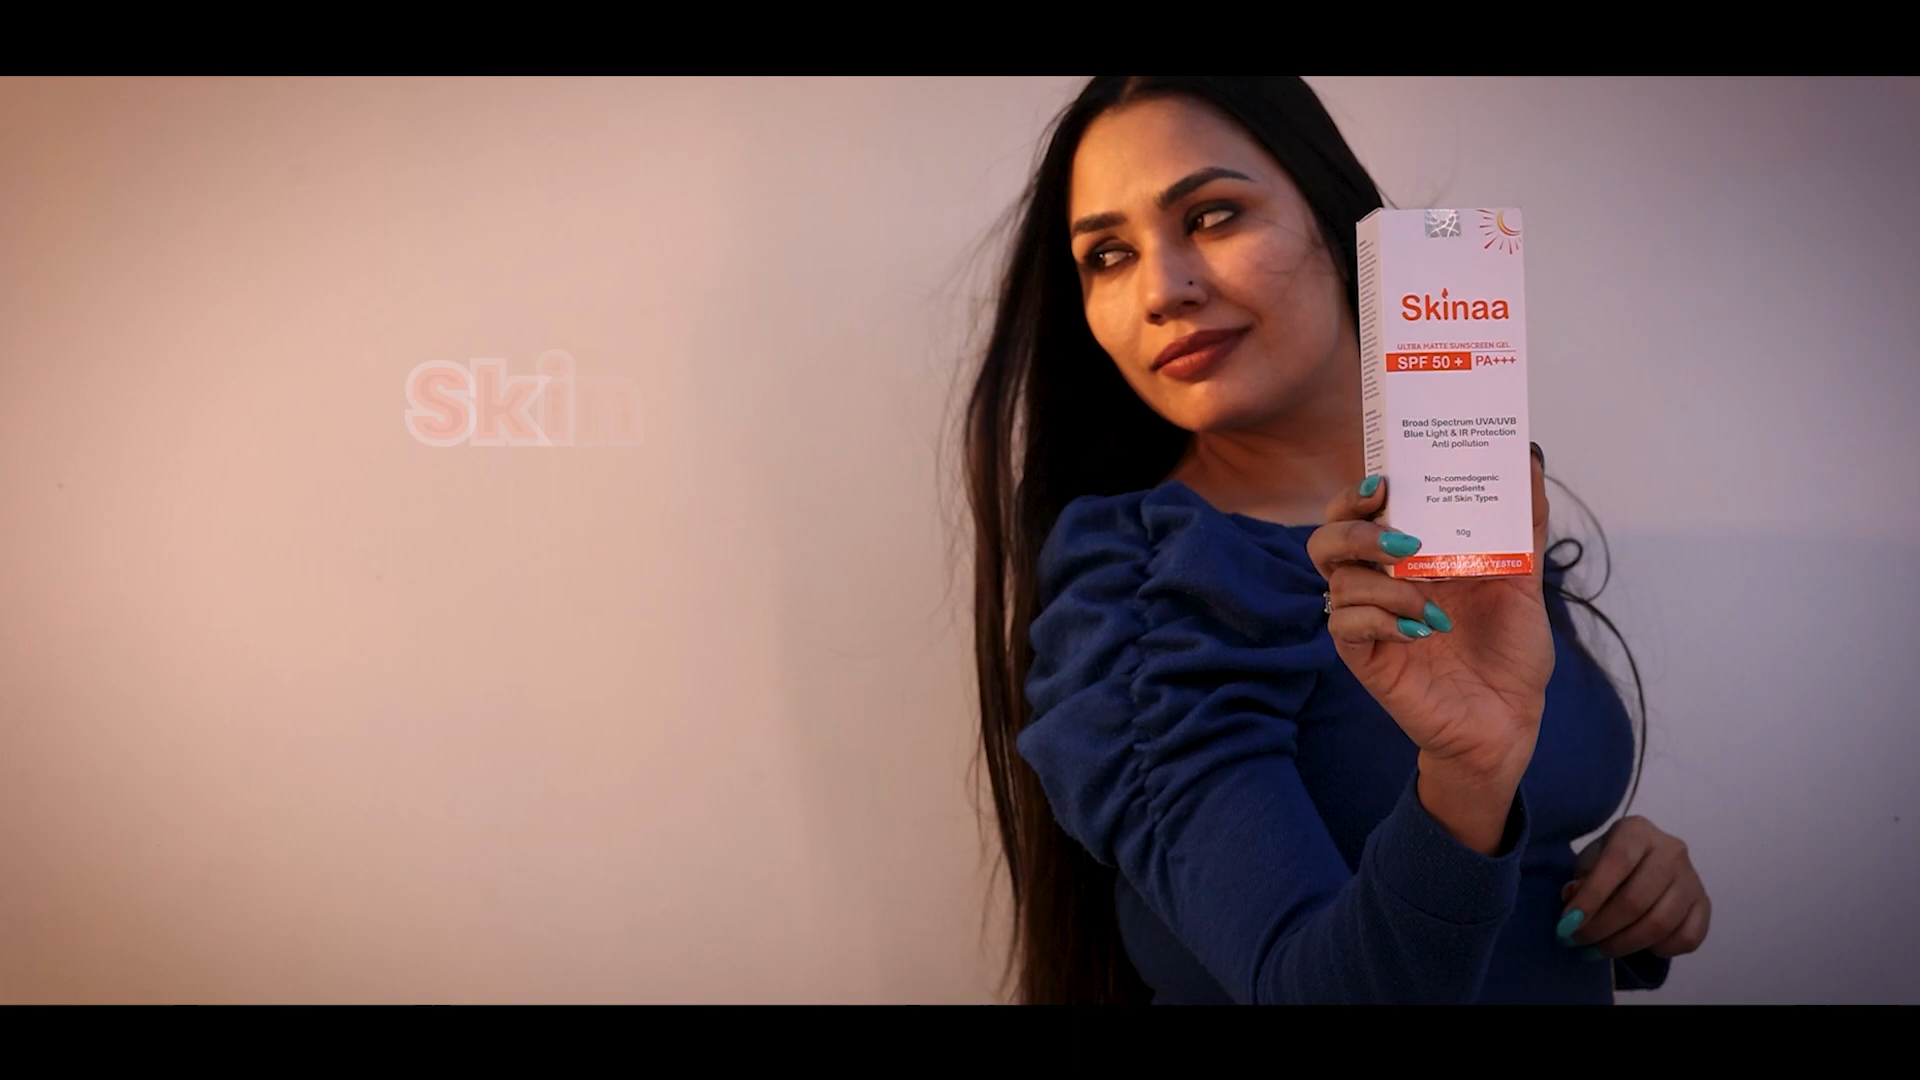 Skin
Skinaa
ULTRA MATTE SUNSCREEN GEL
SPF 50 + PA+++
Broad Spectrum UVA/UVB
Blue Light & IR Protection
Anti pollution
Non-comedogenic
Ingredients
For all Skin Types
50g
DERMATOLOGICALLY TESTED